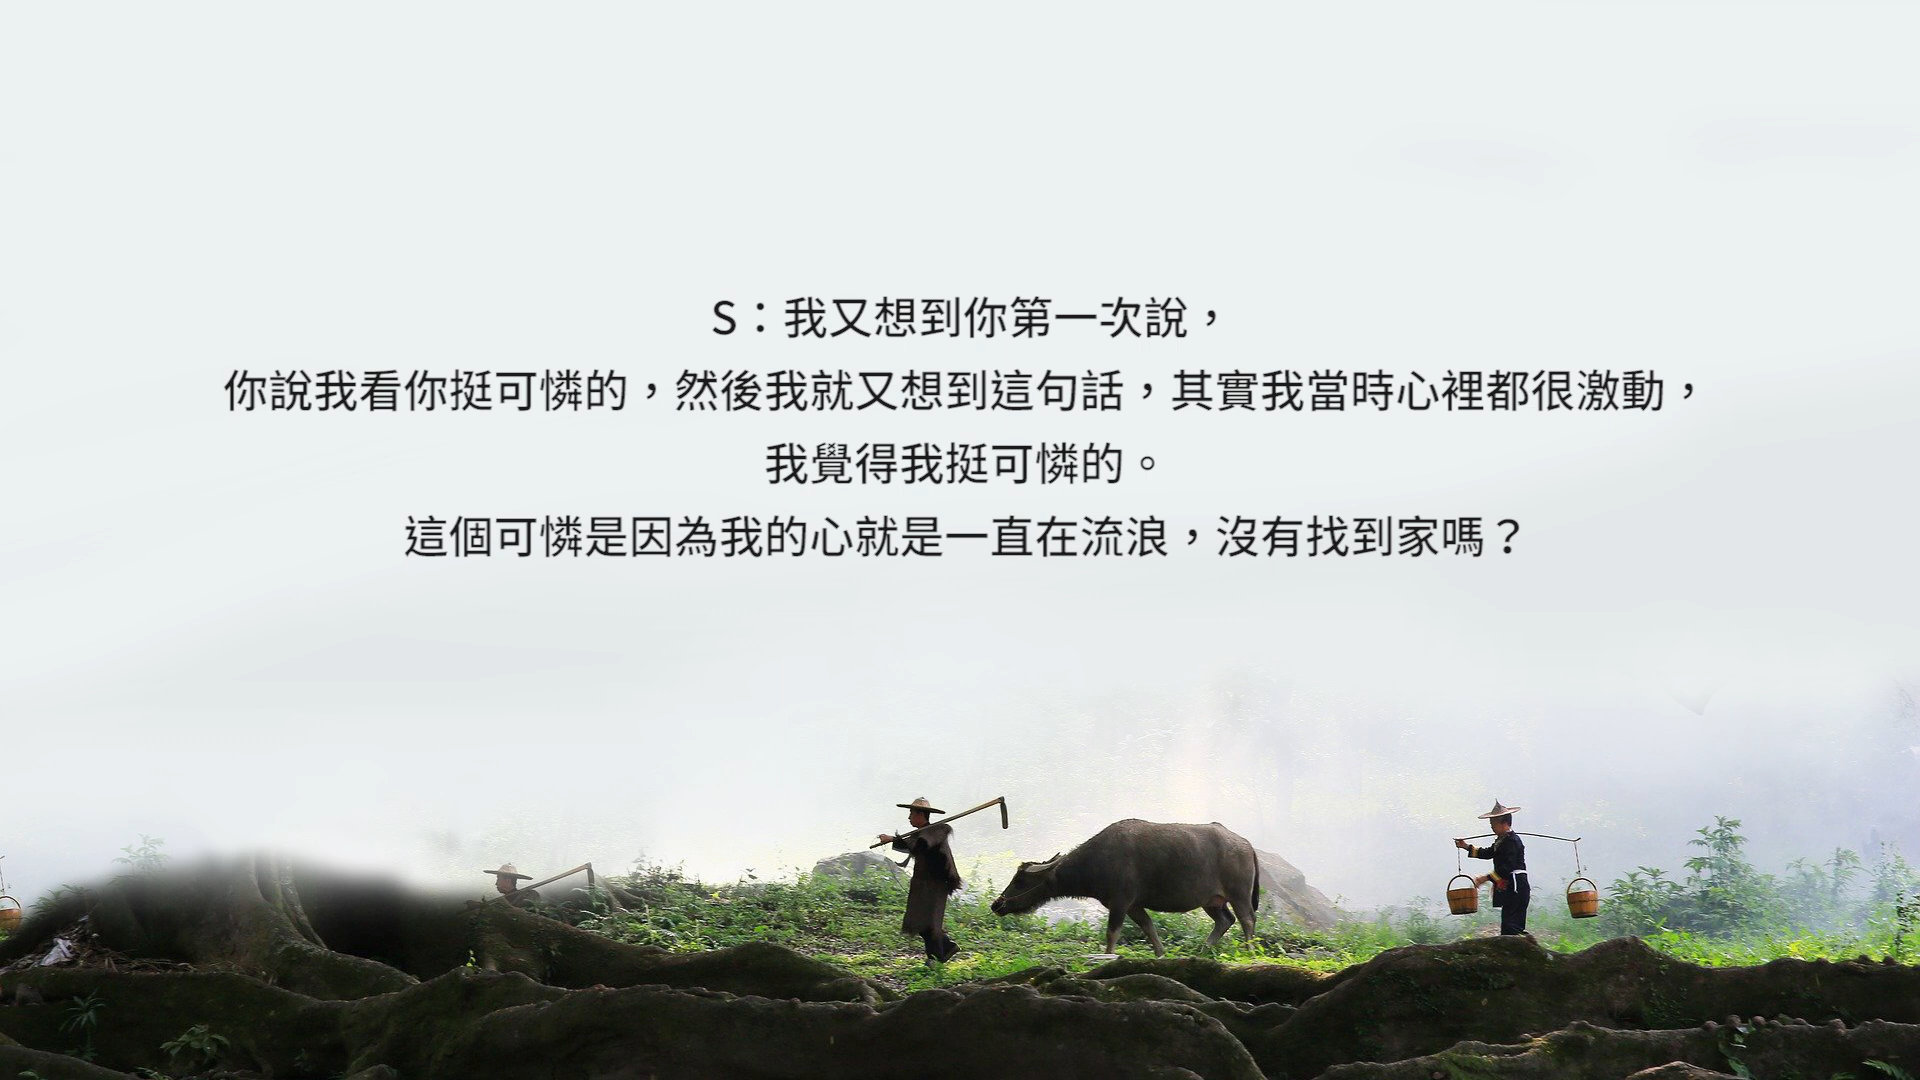 S：我又想到你第一次說，
你說我看你挺可憐的，然後我就又想到這句話，其實我當時心裡都很激動，
我覺得我挺可憐的。
這個可憐是因為我的心就是一直在流浪，沒有找到家嗎？